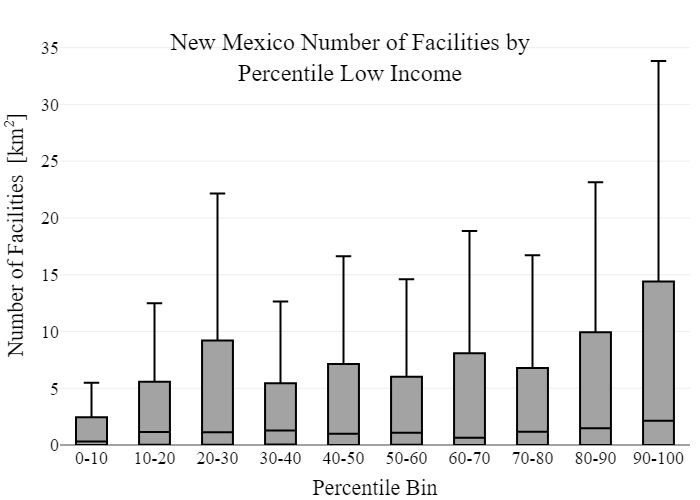 New Mexico Number of Facilities by
Percentile Low Income
Number of Facilities [km²]
35
30
25
20
15
10
5
0
0-10 10-20 20-30 30-40 40-50 50-60 60-70 70-80 80-90 90-100
Percentile Bin